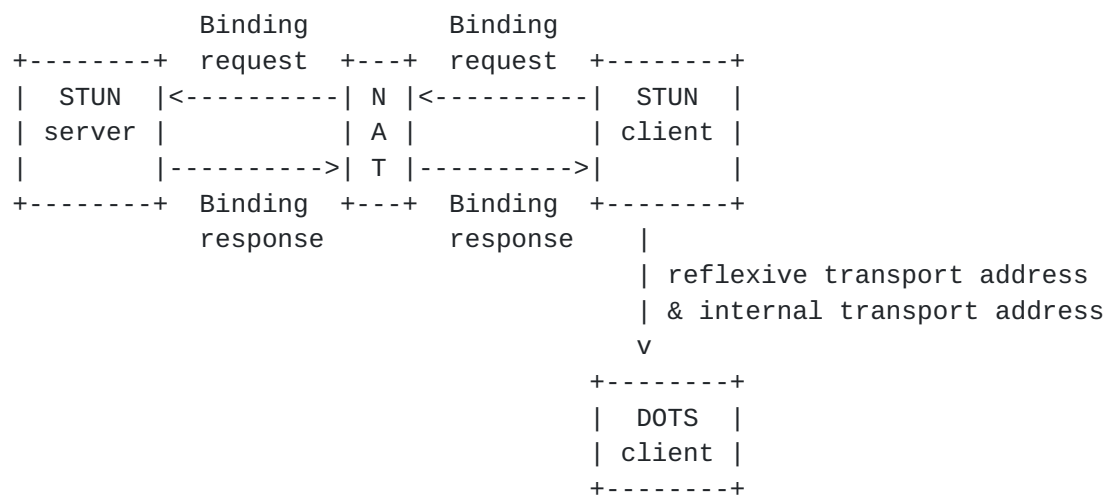 Binding         Binding
+--------+  request  +---+  request  +--------+
|  STUN  |<----------| N |<----------|  STUN  |
| server |           | A |           | client |
|        |---------->| T |---------->|        |
+--------+  Binding  +---+  Binding  +--------+
            response        response    |
                                        | reflexive transport address
                                        | & internal transport address
                                        v
                                     +--------+
                                     |  DOTS  |
                                     | client |
                                     +--------+